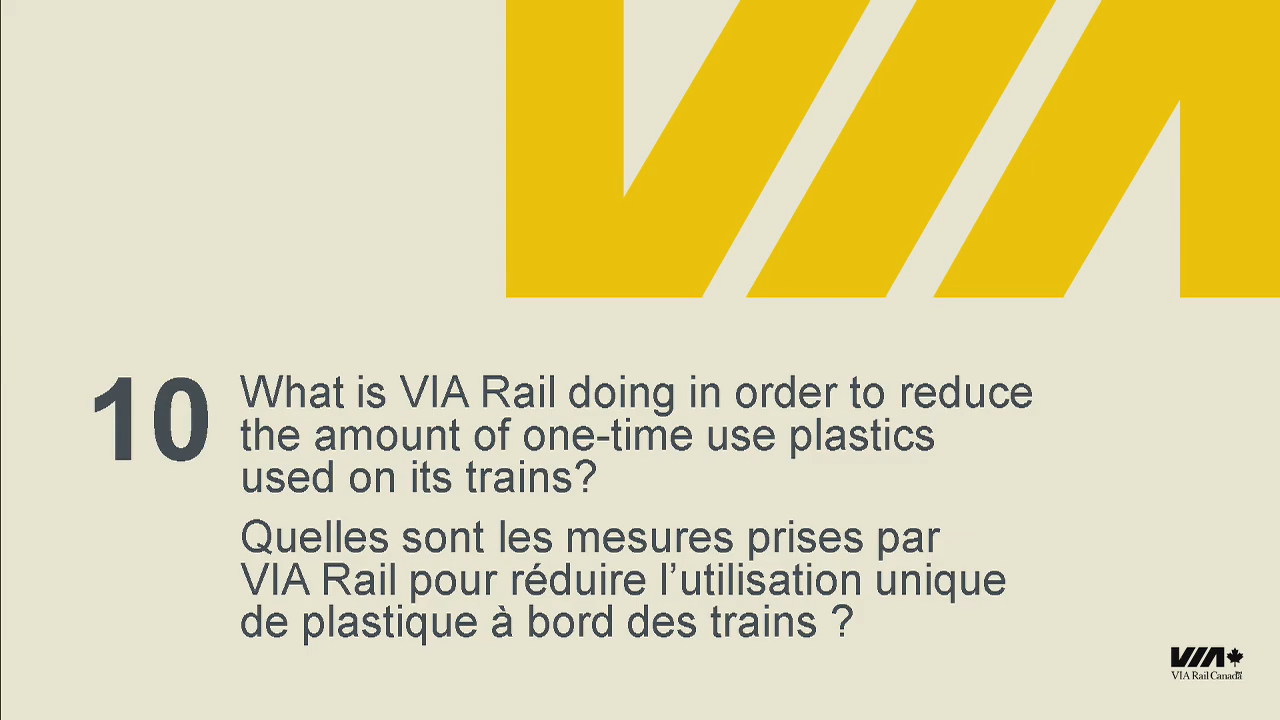 VIA
10
What is VIA Rail doing in order to reduce
the amount of one-time use plastics
used on its trains?
Quelles sont les mesures prises par
VIA Rail pour réduire l’utilisation unique
de plastique à bord des trains ?
VIA
VIA Rail Canada